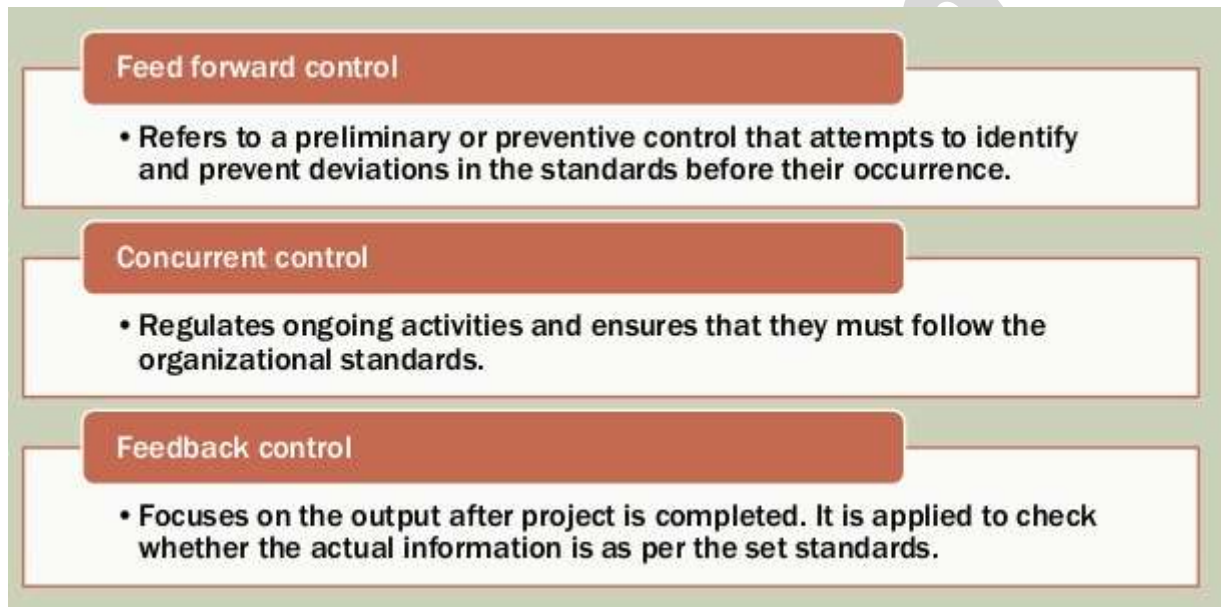 Feed forward control
• Refers to a preliminary or preventive control that attempts to identify
and prevent deviations in the standards before their occurrence.
Concurrent control
• Regulates ongoing activities and ensures that they must follow the
organizational standards.
Feedback control
• Focuses on the output after project is completed. It is applied to check
whether the actual information is as per the set standards.